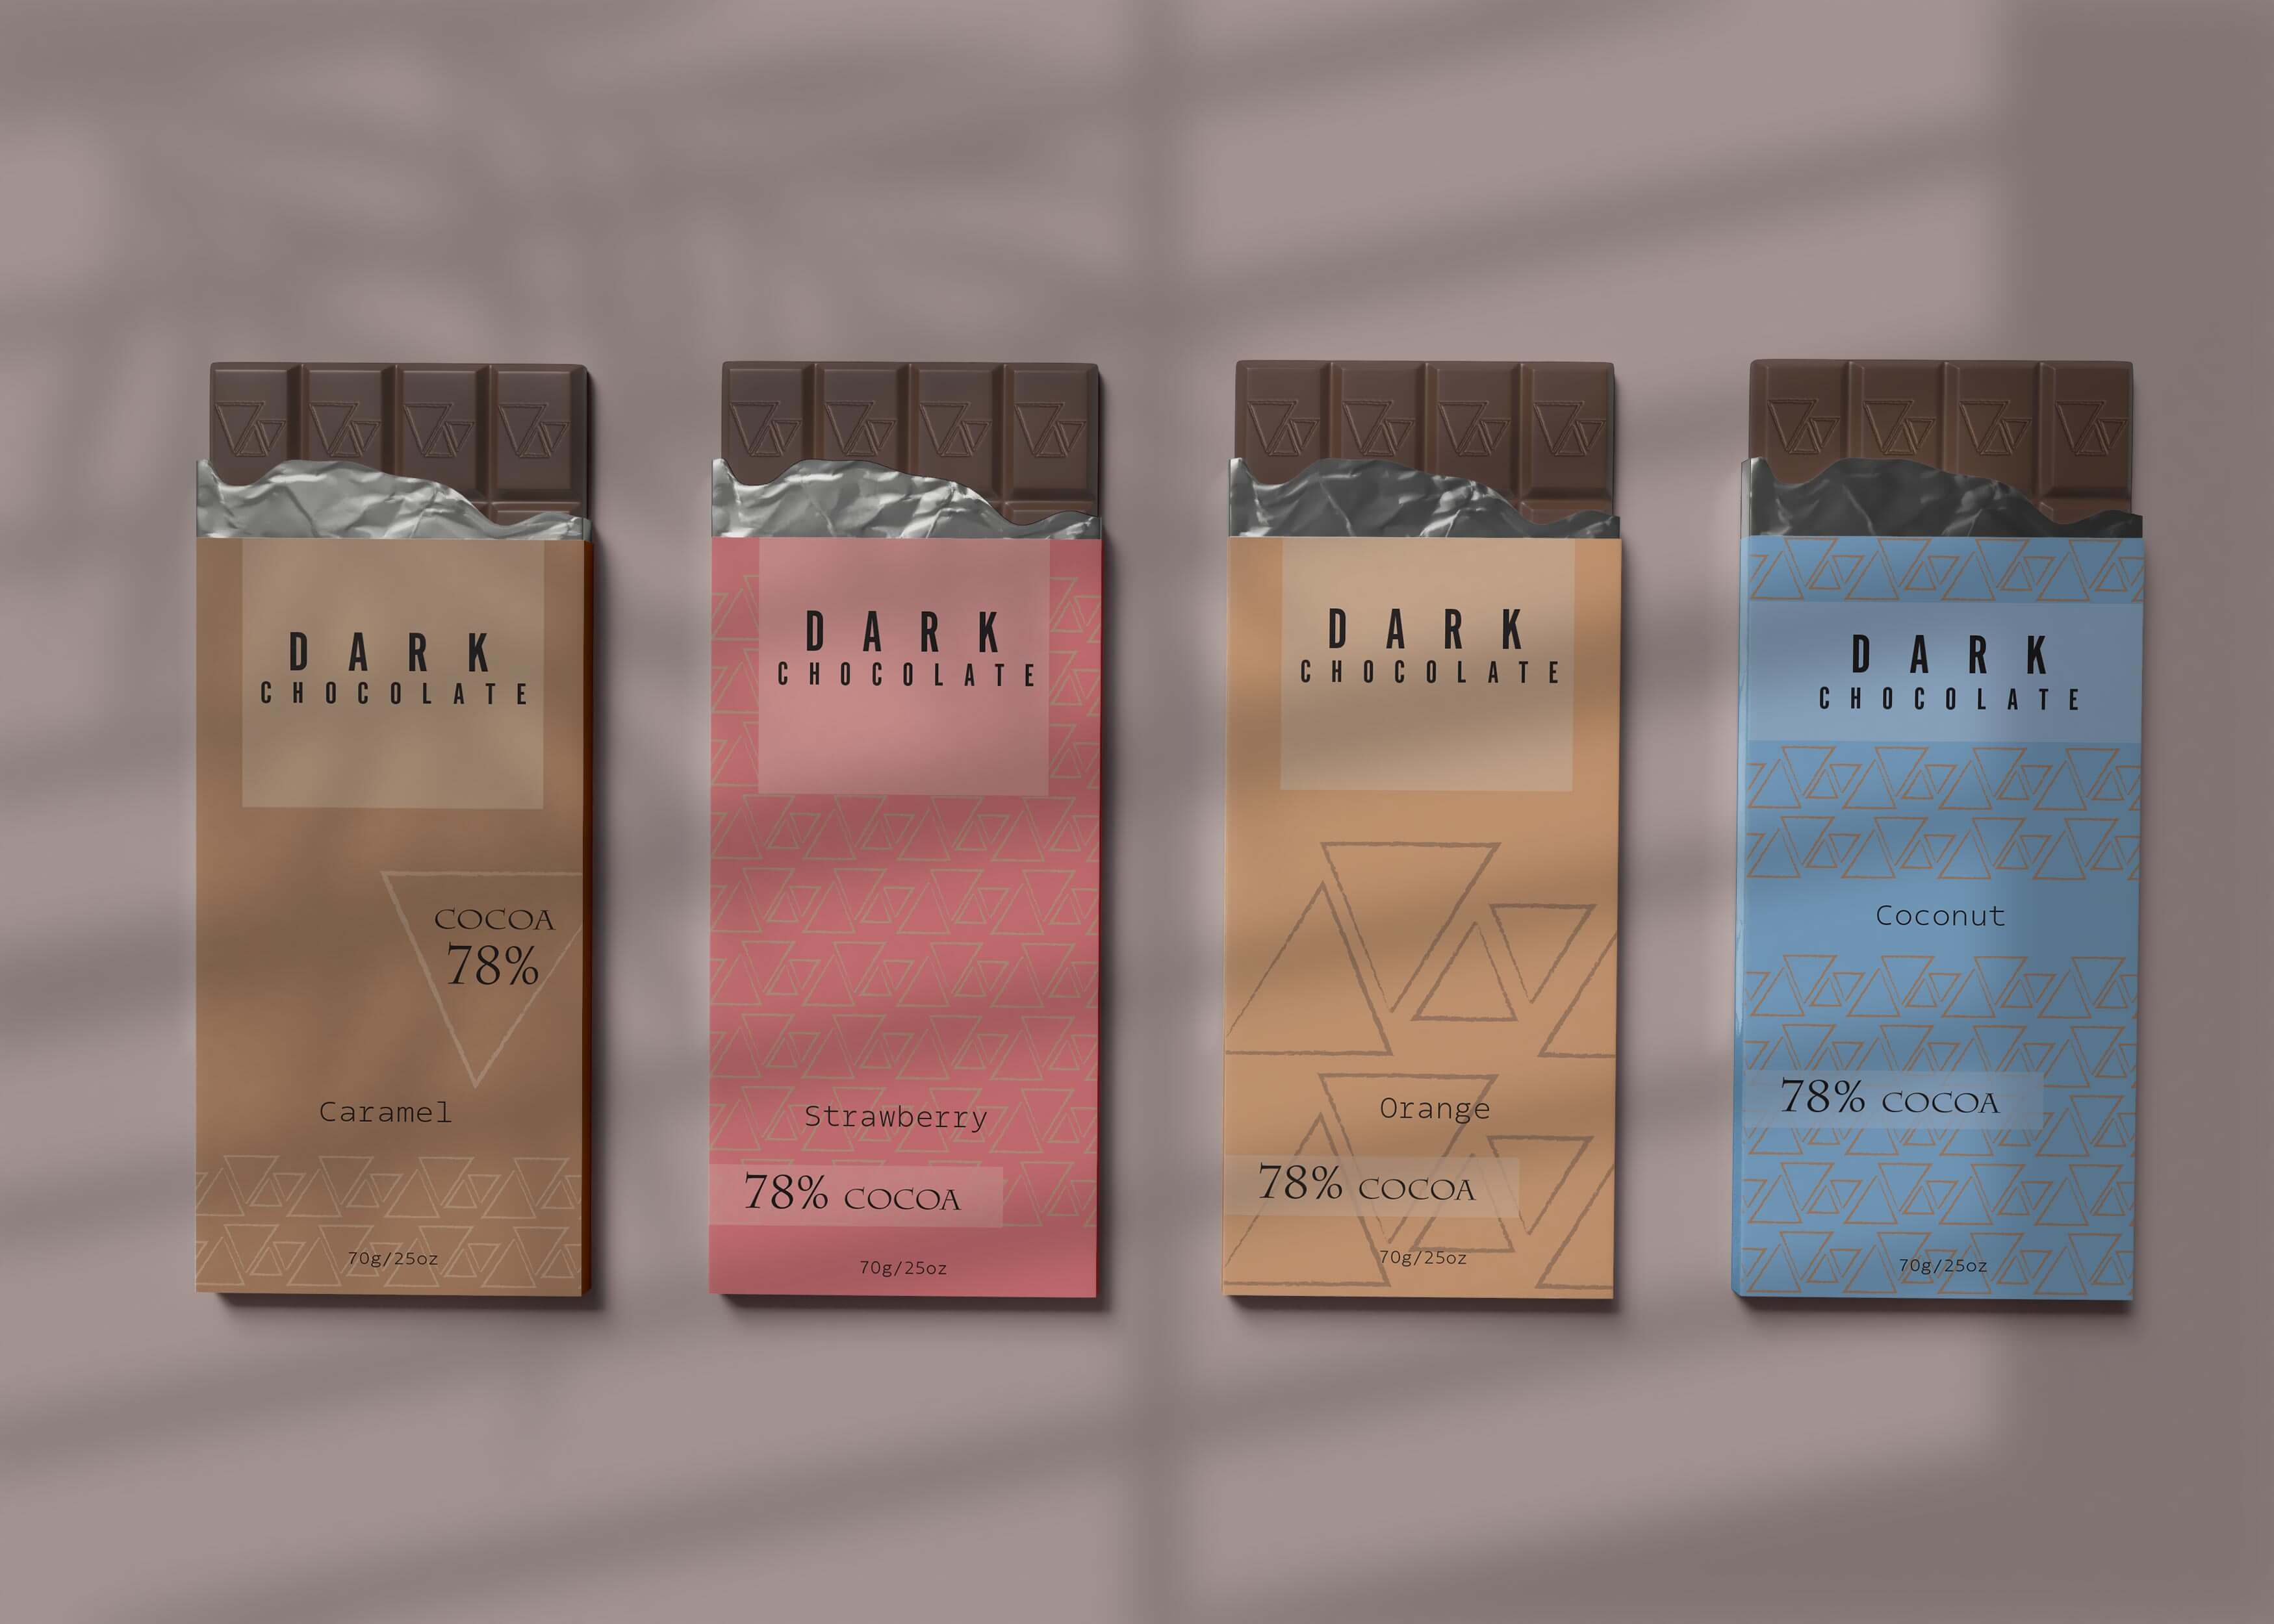 DARK
CHOCOLATE
COCOA
78%
Caramel
70g/25oz
DARK
CHOCOLATE
Strawberry
78% COCOA
70g/25oz
DARK
CHOCOLATE
Orange
78% COCOA
70g/25oz
DARK
CHOCOLATE
Coconut
78% COCOA
70g/25oz